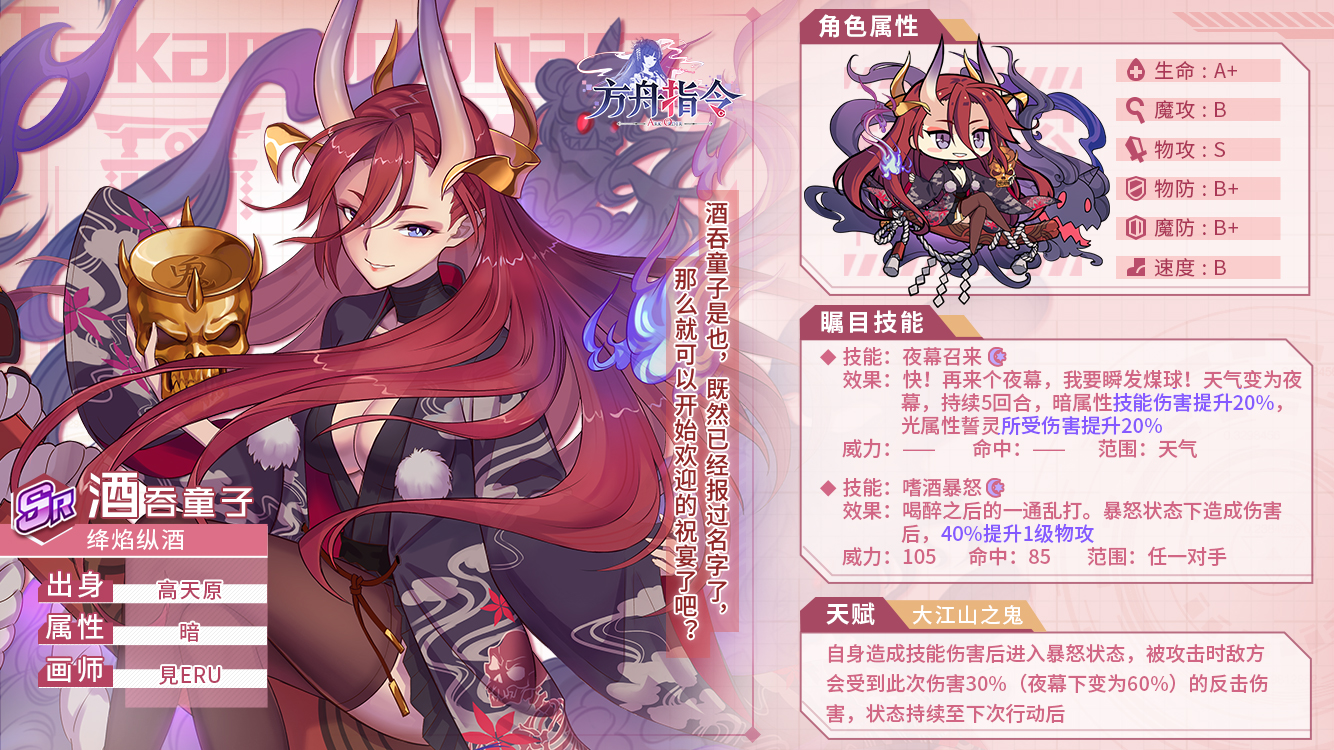 Takamanohara
方舟指令
ARK ORDER
酒吞童子是也，既然已经报过名字了，
那么就可以开始欢迎的祝宴了吧？
SR
酒吞童子
绛焰纵酒
出身 高天原
属性 暗
画师 見ERU
角色属性
生命：A+
魔攻：B
物攻：S
物防：B+
魔防：B+
速度：B
瞩目技能
技能：夜幕召来
效果：快！再来个夜幕，我要瞬发煤球！天气变为夜
幕，持续5回合，暗属性技能伤害提升20%，
光属性誓灵所受伤害提升20%
威力：—— 命中：—— 范围：天气
技能：嗜酒暴怒
效果：喝醉之后的一通乱打。暴怒状态下造成伤害
后，40%提升1级物攻
威力：105 命中：85 范围：任一对手
天赋 大江山之鬼
自身造成技能伤害后进入暴怒状态，被攻击时敌方
会受到此次伤害30%（夜幕下变为60%）的反击伤
害，状态持续至下次行动后